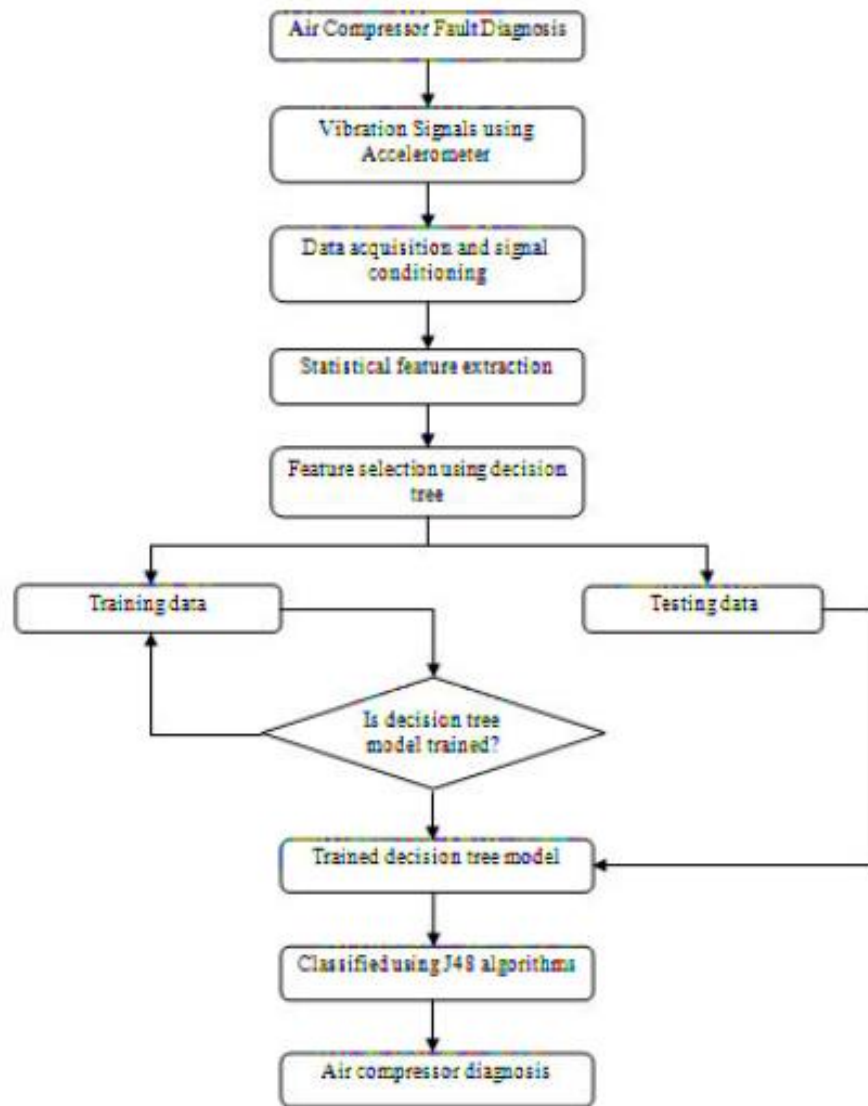 Air Compressor Fault Diagnosis
Vibration Signals using
Accelerometer
Data acquisition and signal
conditioning
Statistical feature extraction
Feature selection using decision
tree
Training data
Testing data
Is decision tree
model trained?
Trained decision tree model
Classified using J48 algorithms
Air compressor diagnosis